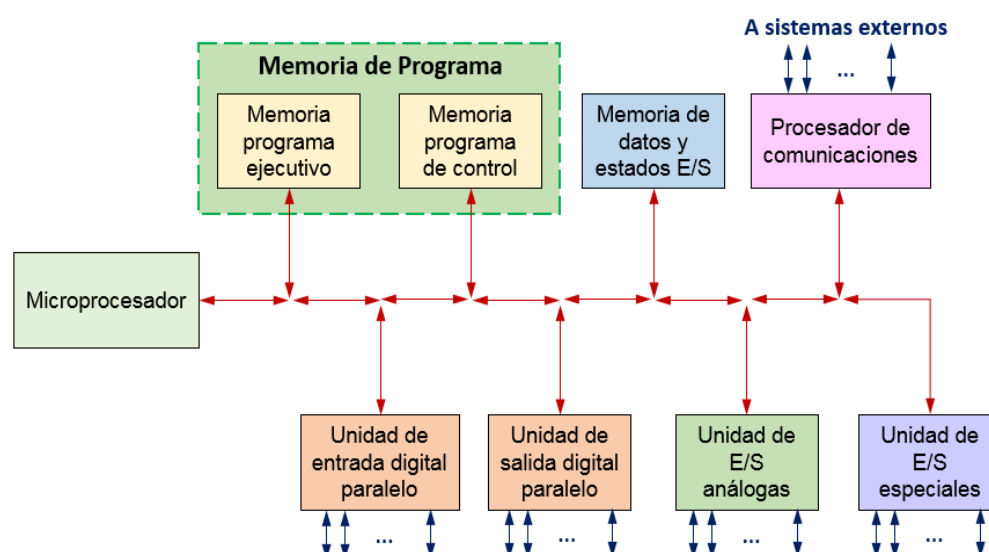 A sistemas externos
...
Memoria de Programa
Memoria
programa
ejecutivo
Memoria
programa
de control
Memoria de
datos y
estados E/S
Procesador de
comunicaciones
Microprocesador
Unidad de
entrada digital
paralelo
Unidad de
salida digital
paralelo
Unidad de
E/S
análogas
Unidad de
E/S
especiales
...
...
...
...